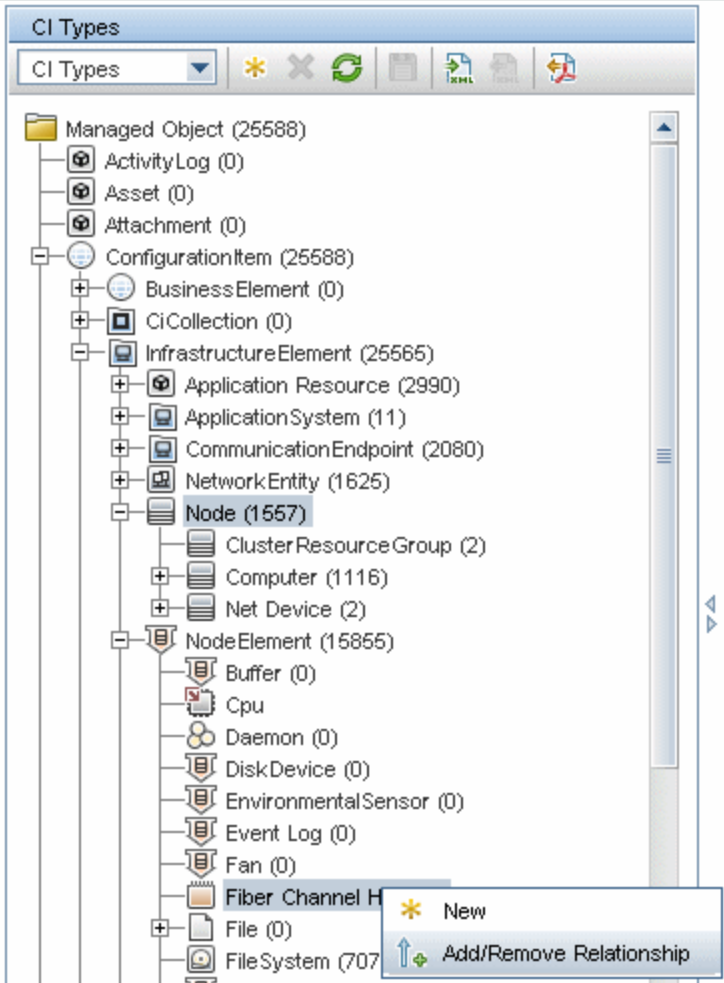 CI Types
CI Types
XML
Managed Object (25588)
ActivityLog (0)
Asset (0)
Attachment (0)
ConfigurationItem (25588)
BusinessElement (0)
CiCollection (0)
InfrastructureElement (25565)
Application Resource (2990)
ApplicationSystem (11)
CommunicationEndpoint (2080)
NetworkEntity (1625)
Node (1557)
ClusterResourceGroup (2)
Computer (1116)
Net Device (2)
NodeElement (15855)
Buffer (0)
Cpu
Daemon (0)
DiskDevice (0)
EnvironmentalSensor (0)
Event Log (0)
Fan (0)
Fiber Channel H
New
File (0)
Add/Remove Relationship
FileSystem (707